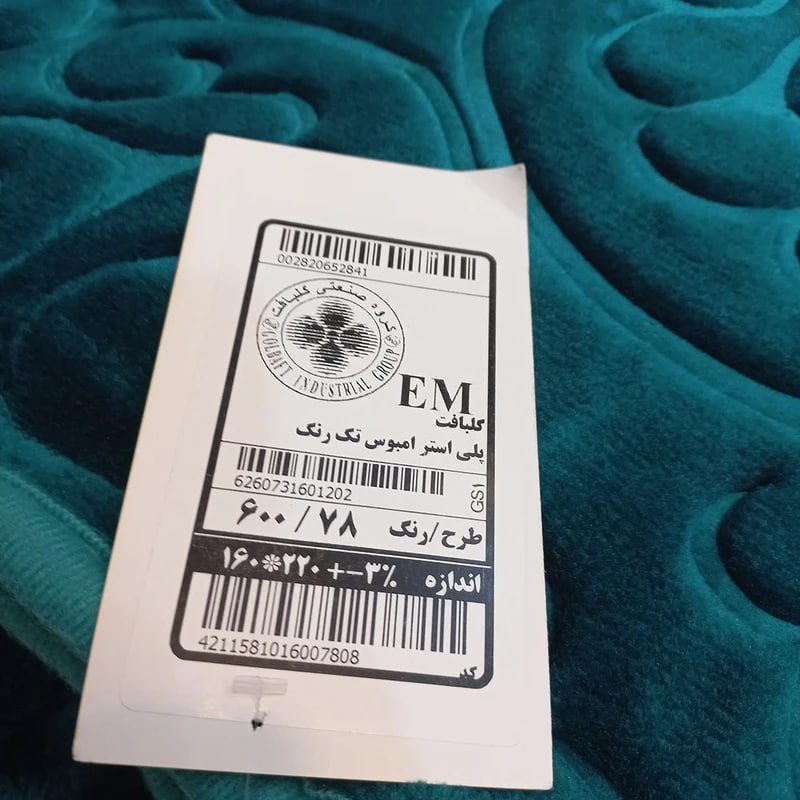 002820652841
گروه صنعتی گلبافت
GOLBAFT INDUSTRIAL GROUP
EM
گلبافت
پلی استر امبوس تک رنگ
6260731601202
GS1
طرح/رنگ ۶۰۰ / ۷۸
اندازه ۱۶۰*۲۲۰ +-۳%
4211581016007808
کد